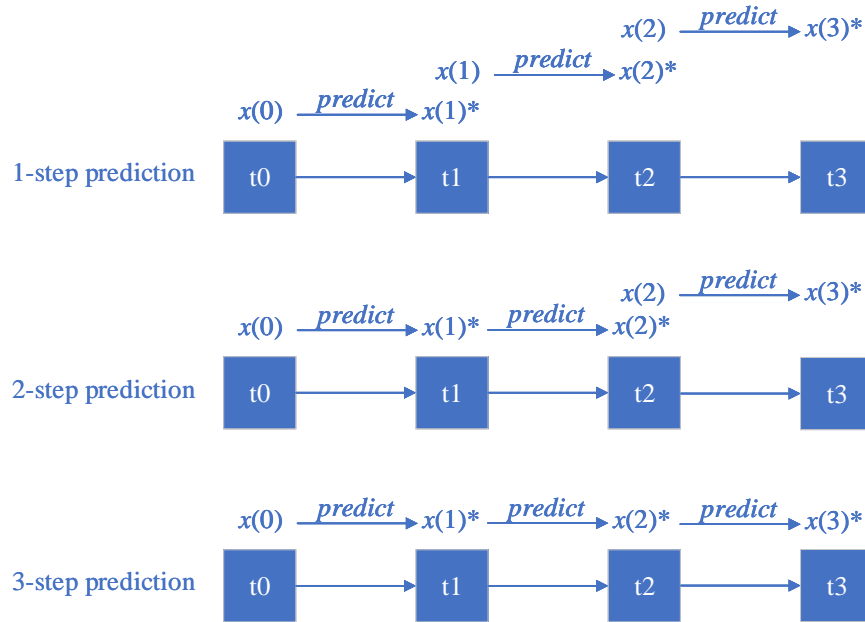 x(2) predict x(3)*
x(1) predict x(2)*
x(0) predict x(1)*
1-step prediction t0 t1 t2 t3
x(2) predict x(3)*
x(0) predict x(1)* predict x(2)*
2-step prediction t0 t1 t2 t3
x(0) predict x(1)* predict x(2)* predict x(3)*
3-step prediction t0 t1 t2 t3